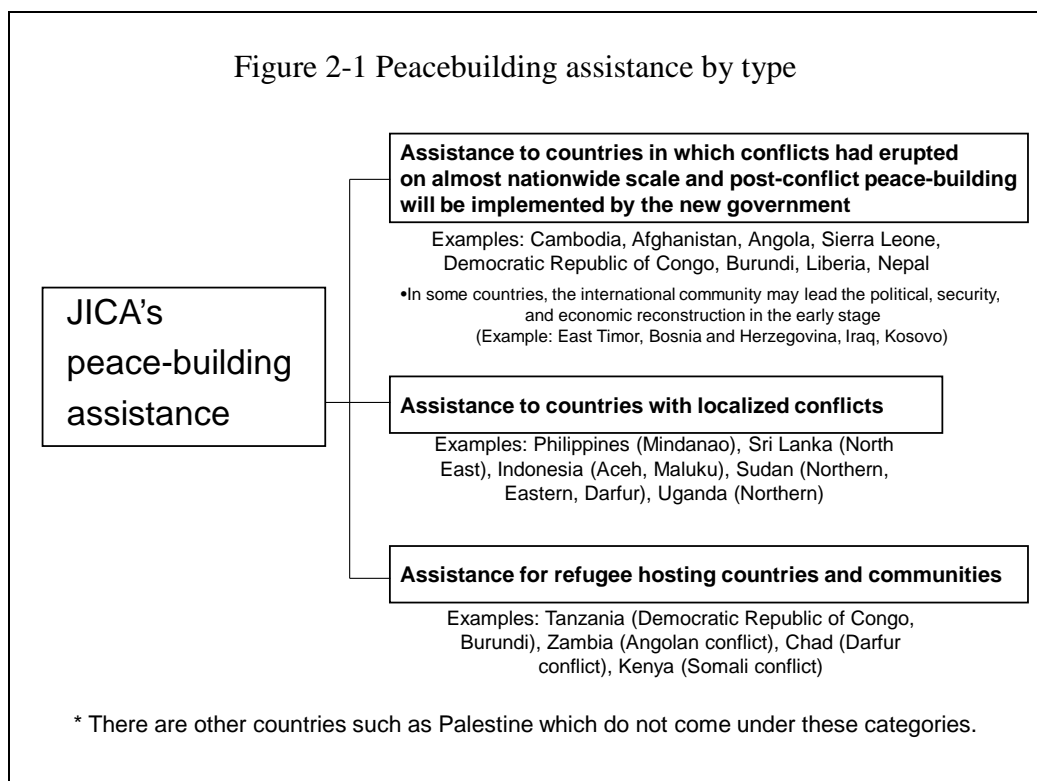 Figure 2-1 Peacebuilding assistance by type
JICA's
peace-building
assistance
Assistance to countries in which conflicts had erupted
on almost nationwide scale and post-conflict peace-building
will be implemented by the new government
Examples: Cambodia, Afghanistan, Angola, Sierra Leone,
Democratic Republic of Congo, Burundi, Liberia, Nepal
•In some countries, the international community may lead the political, security,
and economic reconstruction in the early stage
(Example: East Timor, Bosnia and Herzegovina, Iraq, Kosovo)
Assistance to countries with localized conflicts
Examples: Philippines (Mindanao), Sri Lanka (North
East), Indonesia (Aceh, Maluku), Sudan (Northern,
Eastern, Darfur), Uganda (Northern)
Assistance for refugee hosting countries and communities
Examples: Tanzania (Democratic Republic of Congo,
Burundi), Zambia (Angolan conflict), Chad (Darfur
conflict), Kenya (Somali conflict)
* There are other countries such as Palestine which do not come under these categories.